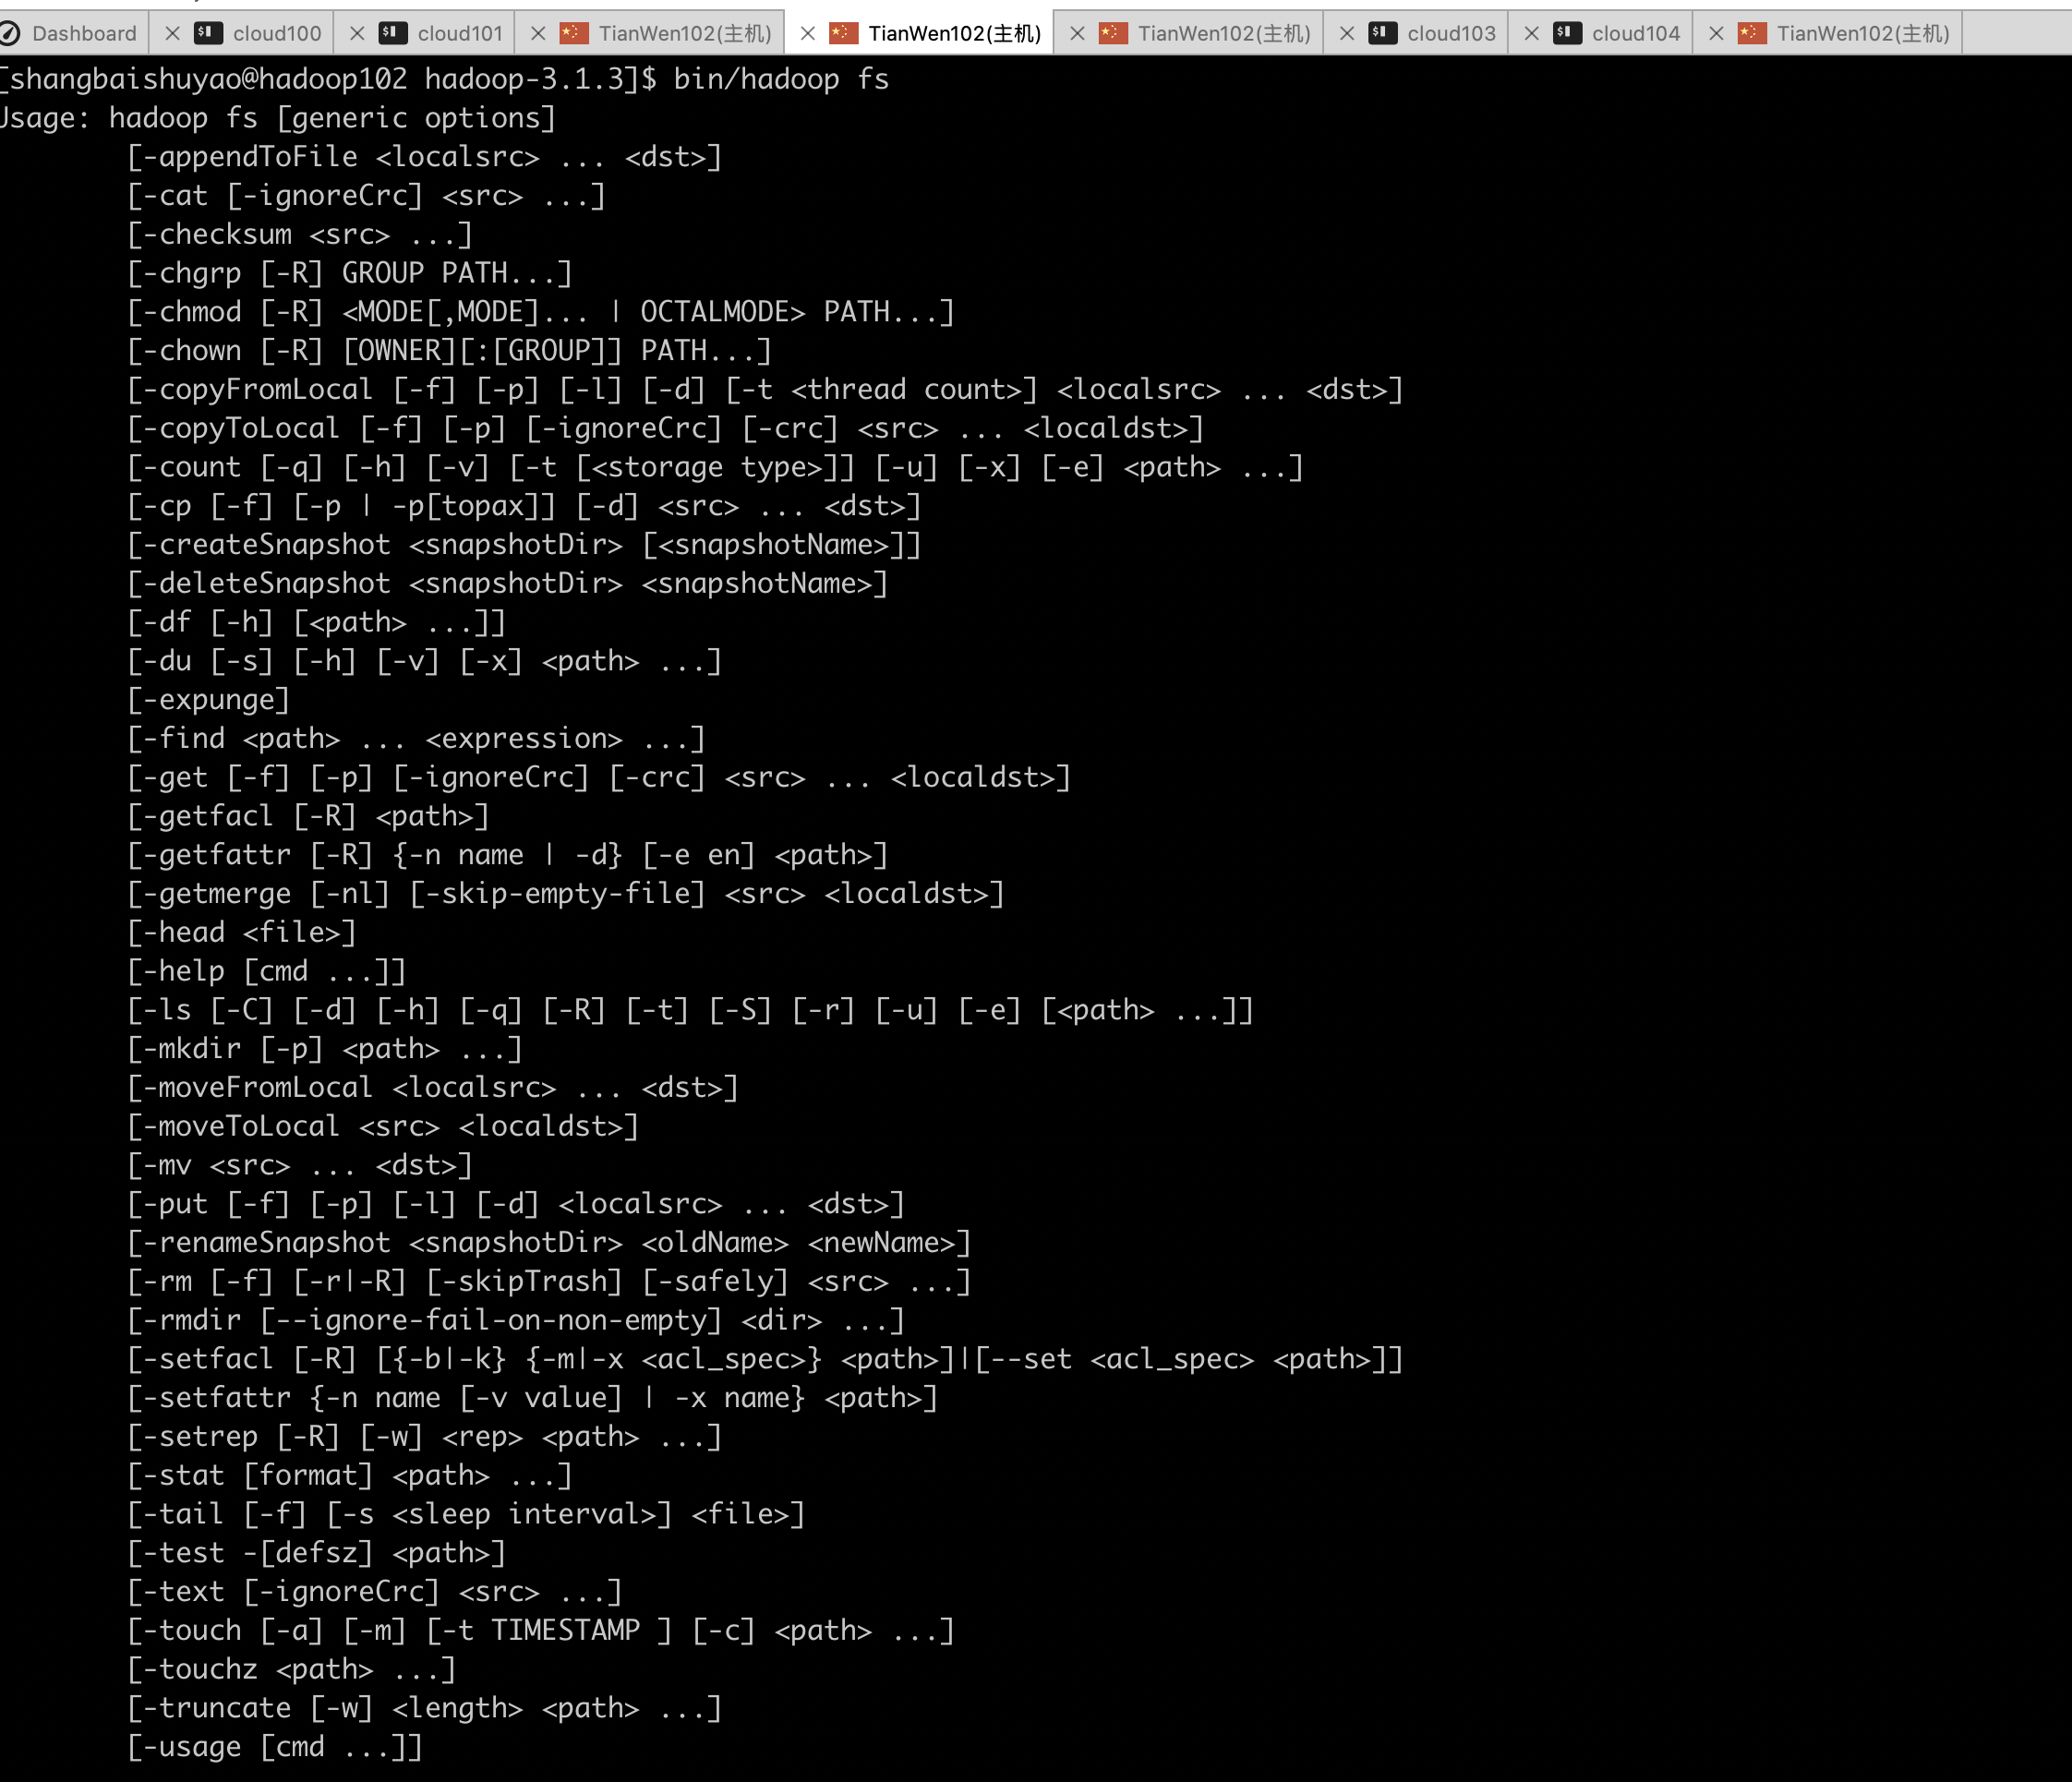 Dashboard cloud100 cloud101 TianWen102(主机) TianWen102(主机) TianWen102(主机) cloud103 cloud104 TianWen102(主机)
[shangbaishuyao@hadoop102 hadoop-3.1.3]$ bin/hadoop fs
Usage: hadoop fs [generic options]
[-appendToFile <localsrc> ... <dst>]
[-cat [-ignoreCrc] <src> ...]
[-checksum <src> ...]
[-chgrp [-R] GROUP PATH...]
[-chmod [-R] <MODE[,MODE]... | OCTALMODE> PATH...]
[-chown [-R] [OWNER][:[GROUP]] PATH...]
[-copyFromLocal [-f] [-p] [-l] [-d] [-t <thread count>] <localsrc> ... <dst>]
[-copyToLocal [-f] [-p] [-ignoreCrc] [-crc] <src> ... <localdst>]
[-count [-q] [-h] [-v] [-t [<storage type>]] [-u] [-x] [-e] <path> ...]
[-cp [-f] [-p | -p[topax]] [-d] <src> ... <dst>]
[-createSnapshot <snapshotDir> [<snapshotName>]]
[-deleteSnapshot <snapshotDir> <snapshotName>]
[-df [-h] [<path> ...]]
[-du [-s] [-h] [-v] [-x] <path> ...]
[-expunge]
[-find <path> ... <expression> ...]
[-get [-f] [-p] [-ignoreCrc] [-crc] <src> ... <localdst>]
[-getfacl [-R] <path>]
[-getfattr [-R] {-n name | -d} [-e en] <path>]
[-getmerge [-nl] [-skip-empty-file] <src> <localdst>]
[-head <file>]
[-help [cmd ...]]
[-ls [-C] [-d] [-h] [-q] [-R] [-t] [-S] [-r] [-u] [-e] [<path> ...]]
[-mkdir [-p] <path> ...]
[-moveFromLocal <localsrc> ... <dst>]
[-moveToLocal <src> <localdst>]
[-mv <src> ... <dst>]
[-put [-f] [-p] [-l] [-d] <localsrc> ... <dst>]
[-renameSnapshot <snapshotDir> <oldName> <newName>]
[-rm [-f] [-r|-R] [-skipTrash] [-safely] <src> ...]
[-rmdir [--ignore-fail-on-non-empty] <dir> ...]
[-setfacl [-R] [{-b|-k} {-m|-x <acl_spec>} <path>]|[--set <acl_spec> <path>]]
[-setfattr {-n name [-v value] | -x name} <path>]
[-setrep [-R] [-w] <rep> <path> ...]
[-stat [format] <path> ...]
[-tail [-f] [-s <sleep interval>] <file>]
[-test -[defsz] <path>]
[-text [-ignoreCrc] <src> ...]
[-touch [-a] [-m] [-t TIMESTAMP ] [-c] <path> ...]
[-touchz <path> ...]
[-truncate [-w] <length> <path> ...]
[-usage [cmd ...]]